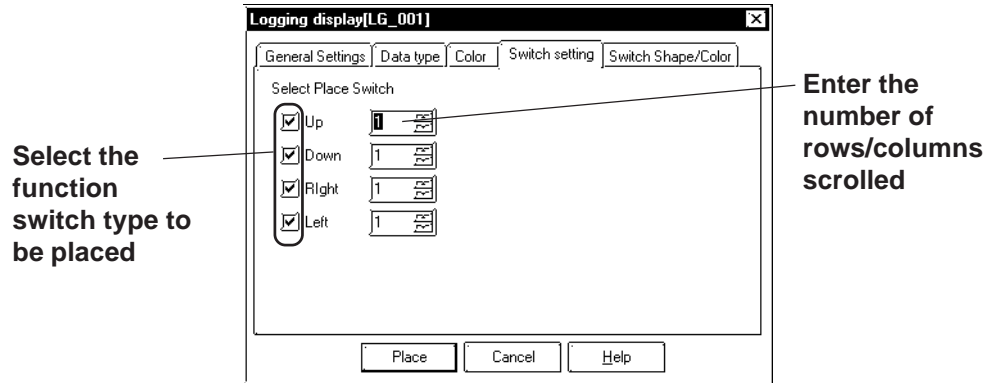 Logging display[LG_001]
General Settings Data type Color Switch setting Switch Shape/Color
Select Place Switch
Up 1
Down 1
RIght 1
Left 1
Place Cancel Help
Select the
function
switch type to
be placed
Enter the
number of
rows/columns
scrolled